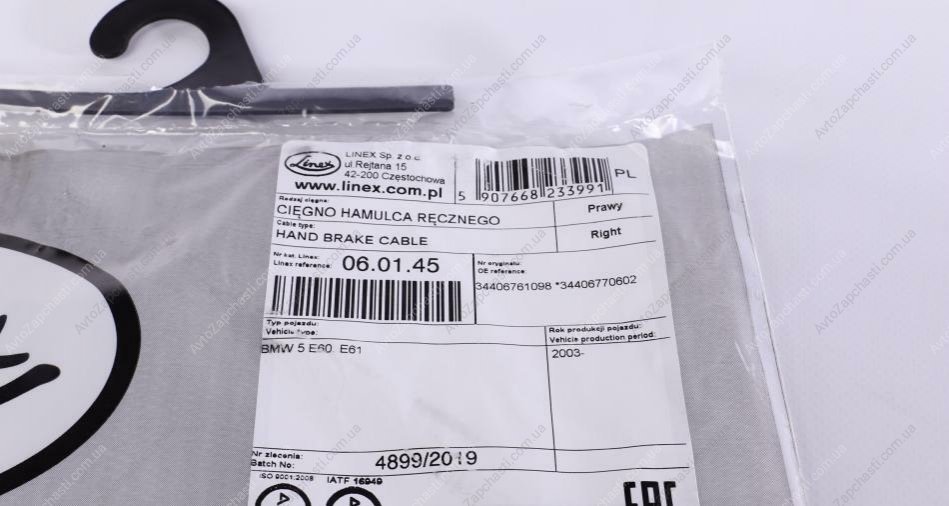 Linex
LINEX Sp. z o.o.
ul Rejtana 15
42-200 Częstochowa
www.linex.com.pl
5 907668 233991
PL
Rodzaj cięgna:
CIĘGNO HAMULCA RĘCZNEGO
Prawy
Cable type:
HAND BRAKE CABLE
Right
Nr kat. Linex:
Linex reference:
06.01.45
Nr oryginału:
OE reference:
34406761098 *34406770602
Typ pojazdu:
Vehicle type:
BMW 5 E60, E61
Rok produkcji pojazdu:
Vehicle production period:
2003-
Nr zlecenia:
Batch No:
4899/2019
ISO 9001:2008
IATF 16949
EAC
AvtoZapchasti.com.ua